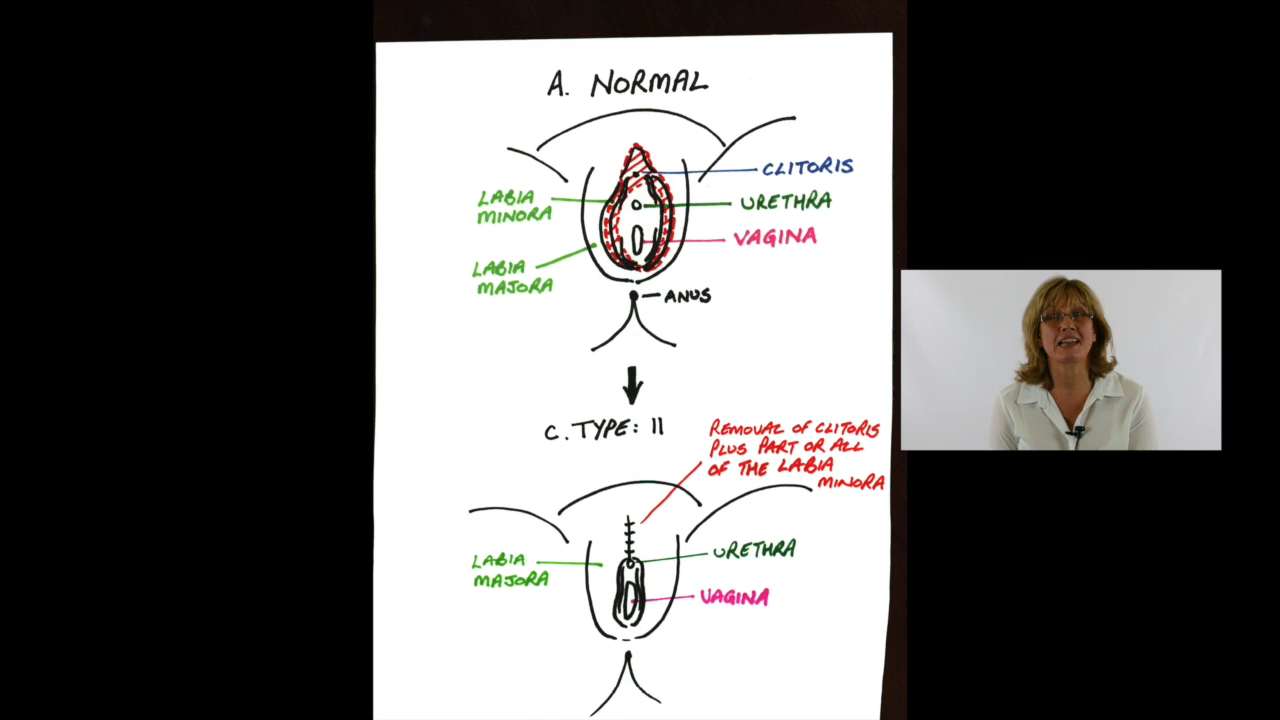 A. NORMAL
CLITORIS
LABIA
MINORA
URETHRA
VAGINA
LABIA
MAJORA
ANUS
C. TYPE: II
REMOVAL OF CLITORIS
PLUS PART OR ALL
OF THE LABIA
MINORA
URETHRA
LABIA
MAJORA
VAGINA